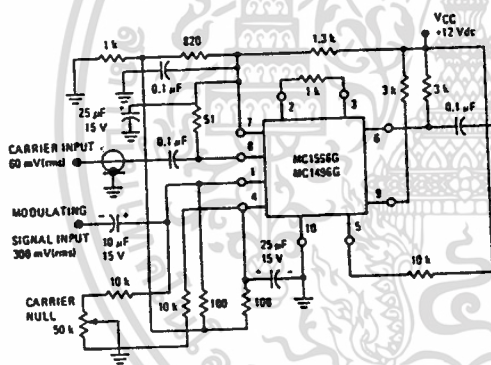 VCC
+12 Vdc
1 k
820
1.3 k
0.1 µF
1 k
3 k
3 k
25 µF
15 V
51
2
3
0.1 µF
7
6
CARRIER INPUT
60 mV(rms)
0.1 µF
8
MC1596G
MC1496G
1
9
MODULATING
4
SIGNAL INPUT
300 mV(rms)
- +
10 µF
15 V
10
5
25 µF
15 V
+ -
10 k
10 k
10 k
100
100
CARRIER
NULL
50 k